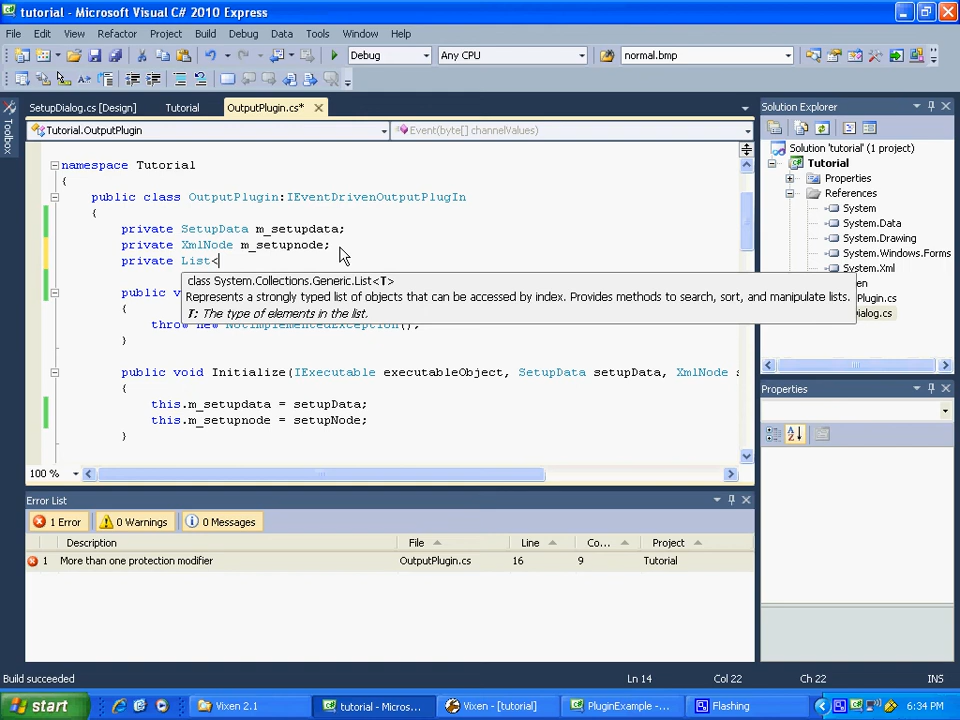 tutorial - Microsoft Visual C# 2010 Express
File Edit View Refactor Project Build Debug Data Tools Window Help
Debug Any CPU normal.bmp
SetupDialog.cs [Design] Tutorial OutputPlugin.cs*
Toolbox
Tutorial.OutputPlugin Event(byte[] channelValues)
namespace Tutorial
{
public class OutputPlugin:IEventDrivenOutputPlugIn
{
private SetupData m_setupdata;
private XmlNode m_setupnode;
private List<
class System.Collections.Generic.List<T>
Represents a strongly typed list of objects that can be accessed by index. Provides methods to search, sort, and manipulate lists.
T: The type of elements in the list.
public v
{
throw new NotImplementedException();
}
public void Initialize(IExecutable executableObject, SetupData setupData, XmlNode s
{
this.m_setupdata = setupData;
this.m_setupnode = setupNode;
}
100 %
Solution Explorer
Solution 'tutorial' (1 project)
Tutorial
Properties
References
System
System.Data
System.Drawing
System.Windows.Forms
System.Xml
en
Plugin.cs
Dialog.cs
Properties
Error List
1 Error 0 Warnings 0 Messages
Description File Line Co... Project
1 More than one protection modifier OutputPlugin.cs 16 9 Tutorial
Build succeeded Ln 14 Col 22 Ch 22 INS
start Vixen 2.1 tutorial - Micros... Vixen - [tutorial] PluginExample -... Flashing 6:34 PM